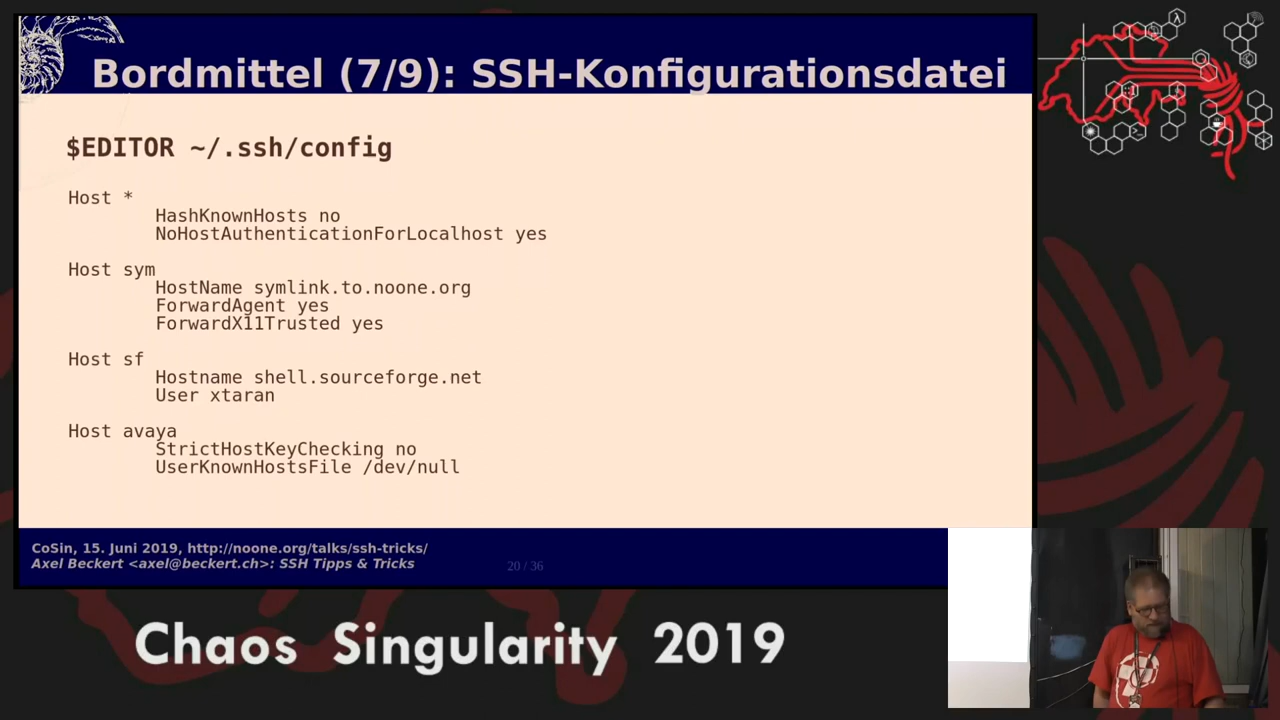 Bordmittel (7/9): SSH-Konfigurationsdatei
$EDITOR ~/.ssh/config
Host *
HashKnownHosts no
NoHostAuthenticationForLocalhost yes
Host sym
HostName symlink.to.noone.org
ForwardAgent yes
ForwardX11Trusted yes
Host sf
Hostname shell.sourceforge.net
User xtaran
Host avaya
StrictHostKeyChecking no
UserKnownHostsFile /dev/null
CoSin, 15. Juni 2019, http://noone.org/talks/ssh-tricks/
Axel Beckert <axel@beckert.ch>: SSH Tipps & Tricks
20 / 36
Chaos Singularity 2019